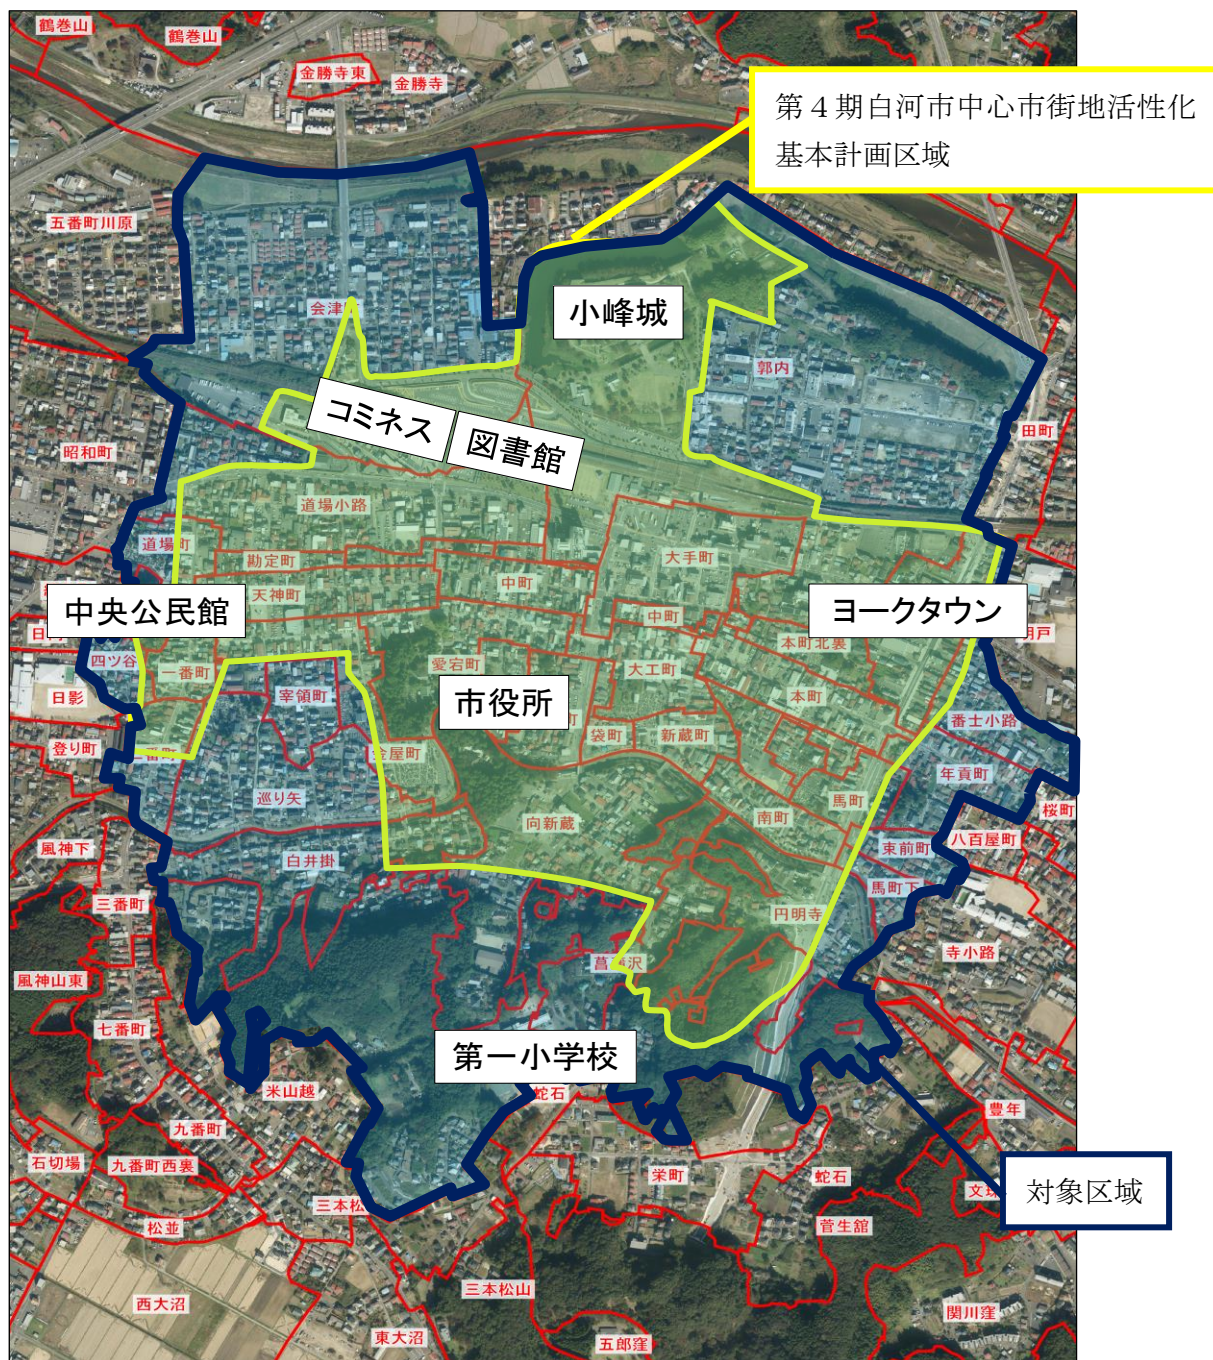 鶴巻山
鶴巻山
金勝寺東
金勝寺
第４期白河市中心市街地活性化
基本計画区域
五番町川原
会津
小峰城
郭内
コミネス
図書館
田町
昭和町
道場小路
道場町
勘定町
大手町
天神町
中町
中町
中央公民館
ヨークタウン
本町北裏
四ツ谷
一番町
愛宕町
大工町
日影
宰領町
市役所
本町
番士小路
登り町
金屋町
袋町
新蔵町
年貢町
巡り矢
馬町
桜町
向新蔵
南町
八百屋町
風神下
白井掛
東前町
馬町下
三番町
円明寺
寺小路
風神山東
七番町
第一小学校
米山越
蛇石
豊年
九番町
石切場
九番町西裏
栄町
蛇石
対象区域
三本松
松並
菅生舘
三本松山
西大沼
関川窪
東大沼
五郎窪